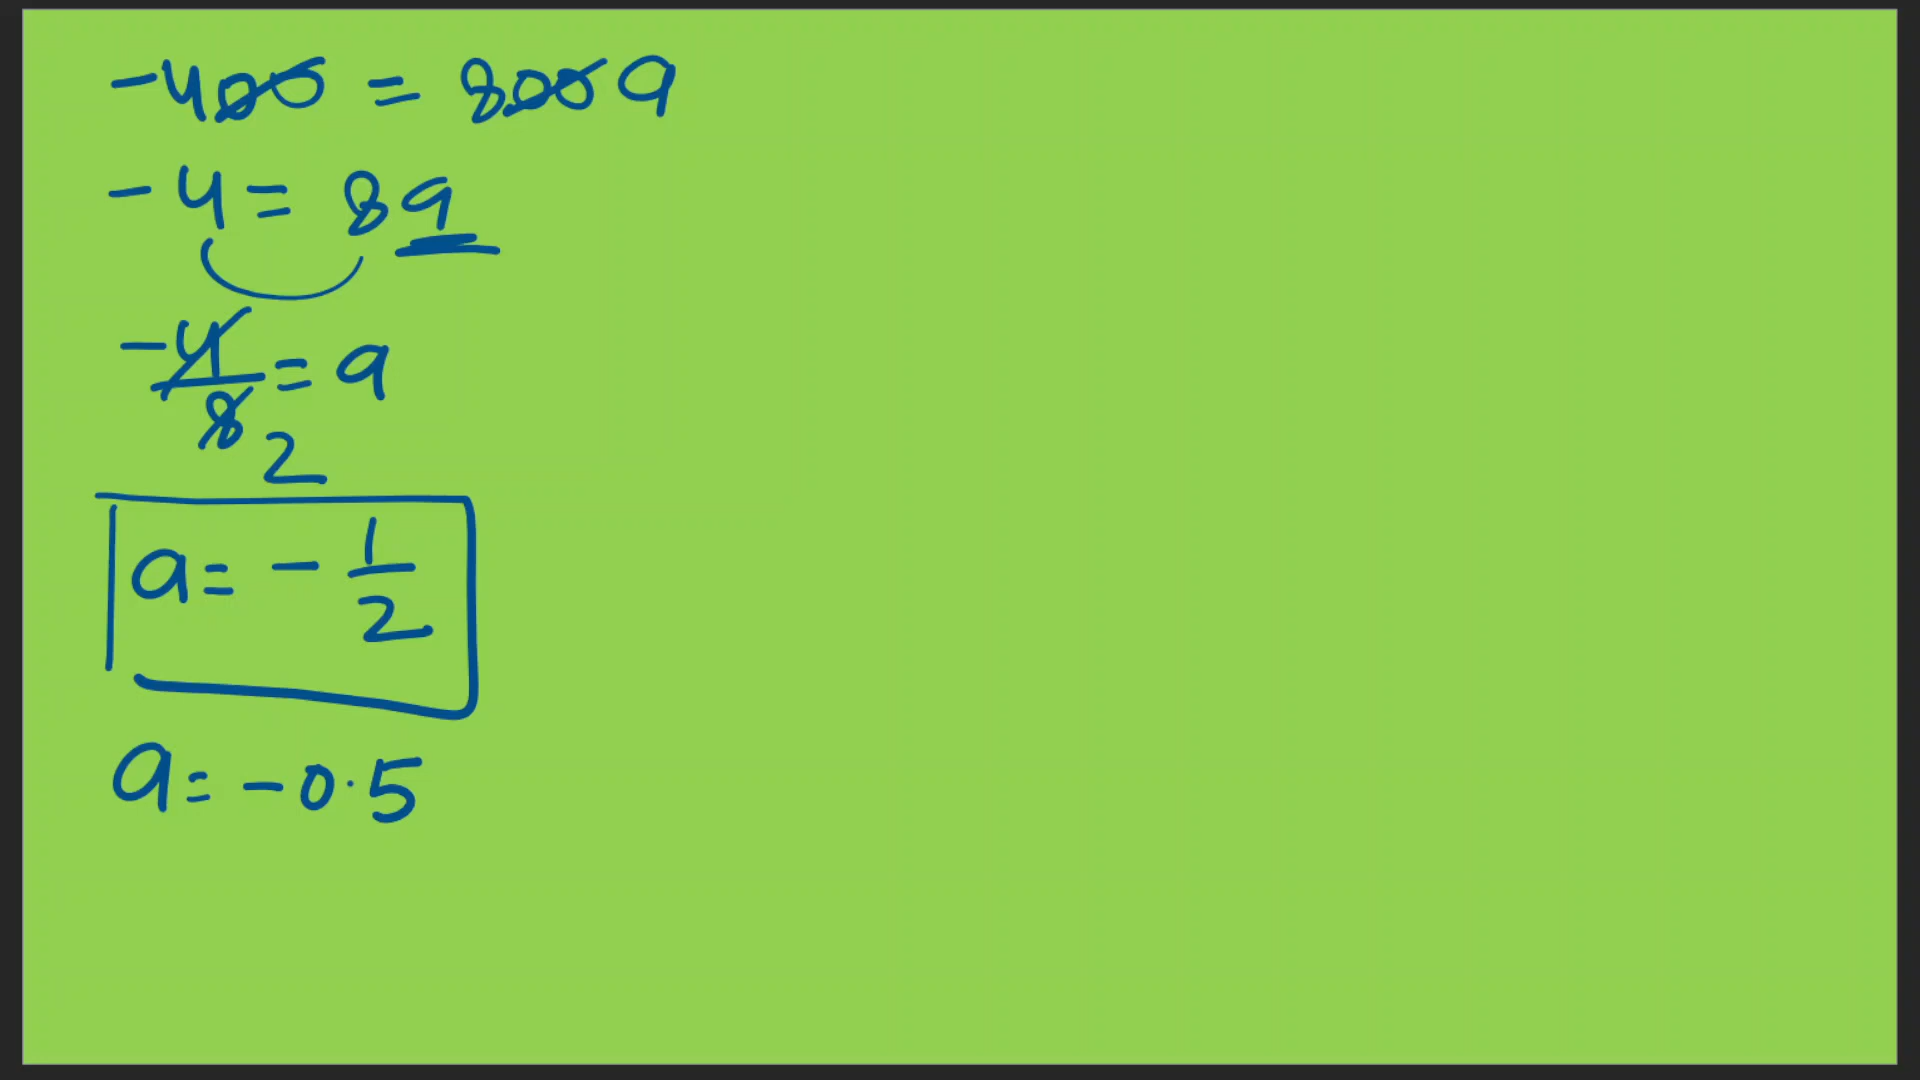 -400 = 800a
-4 = 8a
-4/8 = a
2
a = -1/2
a = -0.5